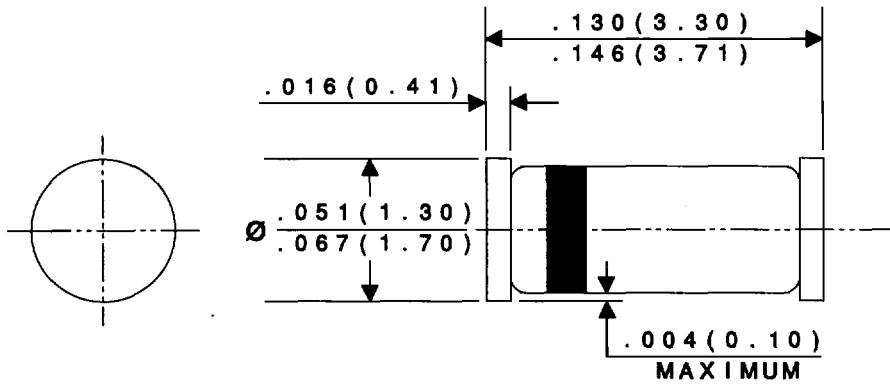 .130(3.30)
.146(3.71)
.016(0.41)
Ø .051(1.30)
.067(1.70)
.004(0.10)
MAXIMUM